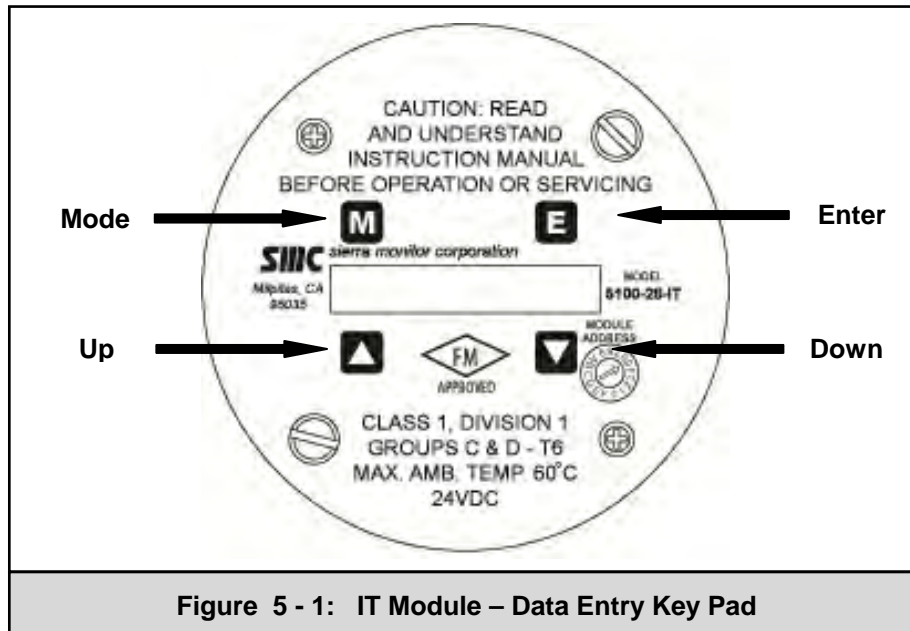 CAUTION: READ
AND UNDERSTAND
INSTRUCTION MANUAL
BEFORE OPERATION OR SERVICING
Mode
M
E
Enter
SMC sierra monitor corporation
Milpitas, CA
95035
MODEL
5100-28-IT
MODULE
ADDRESS
Up
FM
APPROVED
Down
CLASS 1, DIVISION 1
GROUPS C & D - T6
MAX. AMB. TEMP. 60°C
24VDC
Figure 5 - 1: IT Module – Data Entry Key Pad